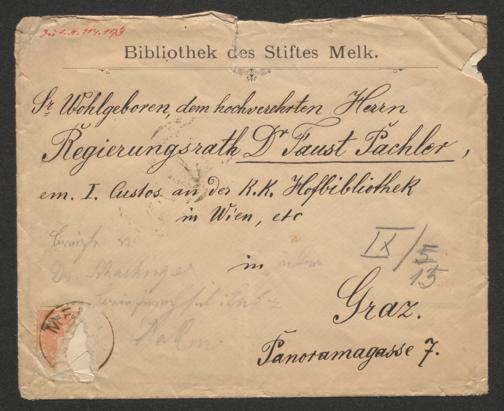 Bibliothek des Stiftes Melk.
Sr Wohlgeboren, dem hochverehrten Herrn
Regierungsrath Dr Faust Pachler,
em. I. Custos an der K. K. Hofbibliothek
in Wien, etc
in
IX/5
15
Graz.
Panoramagasse 7.